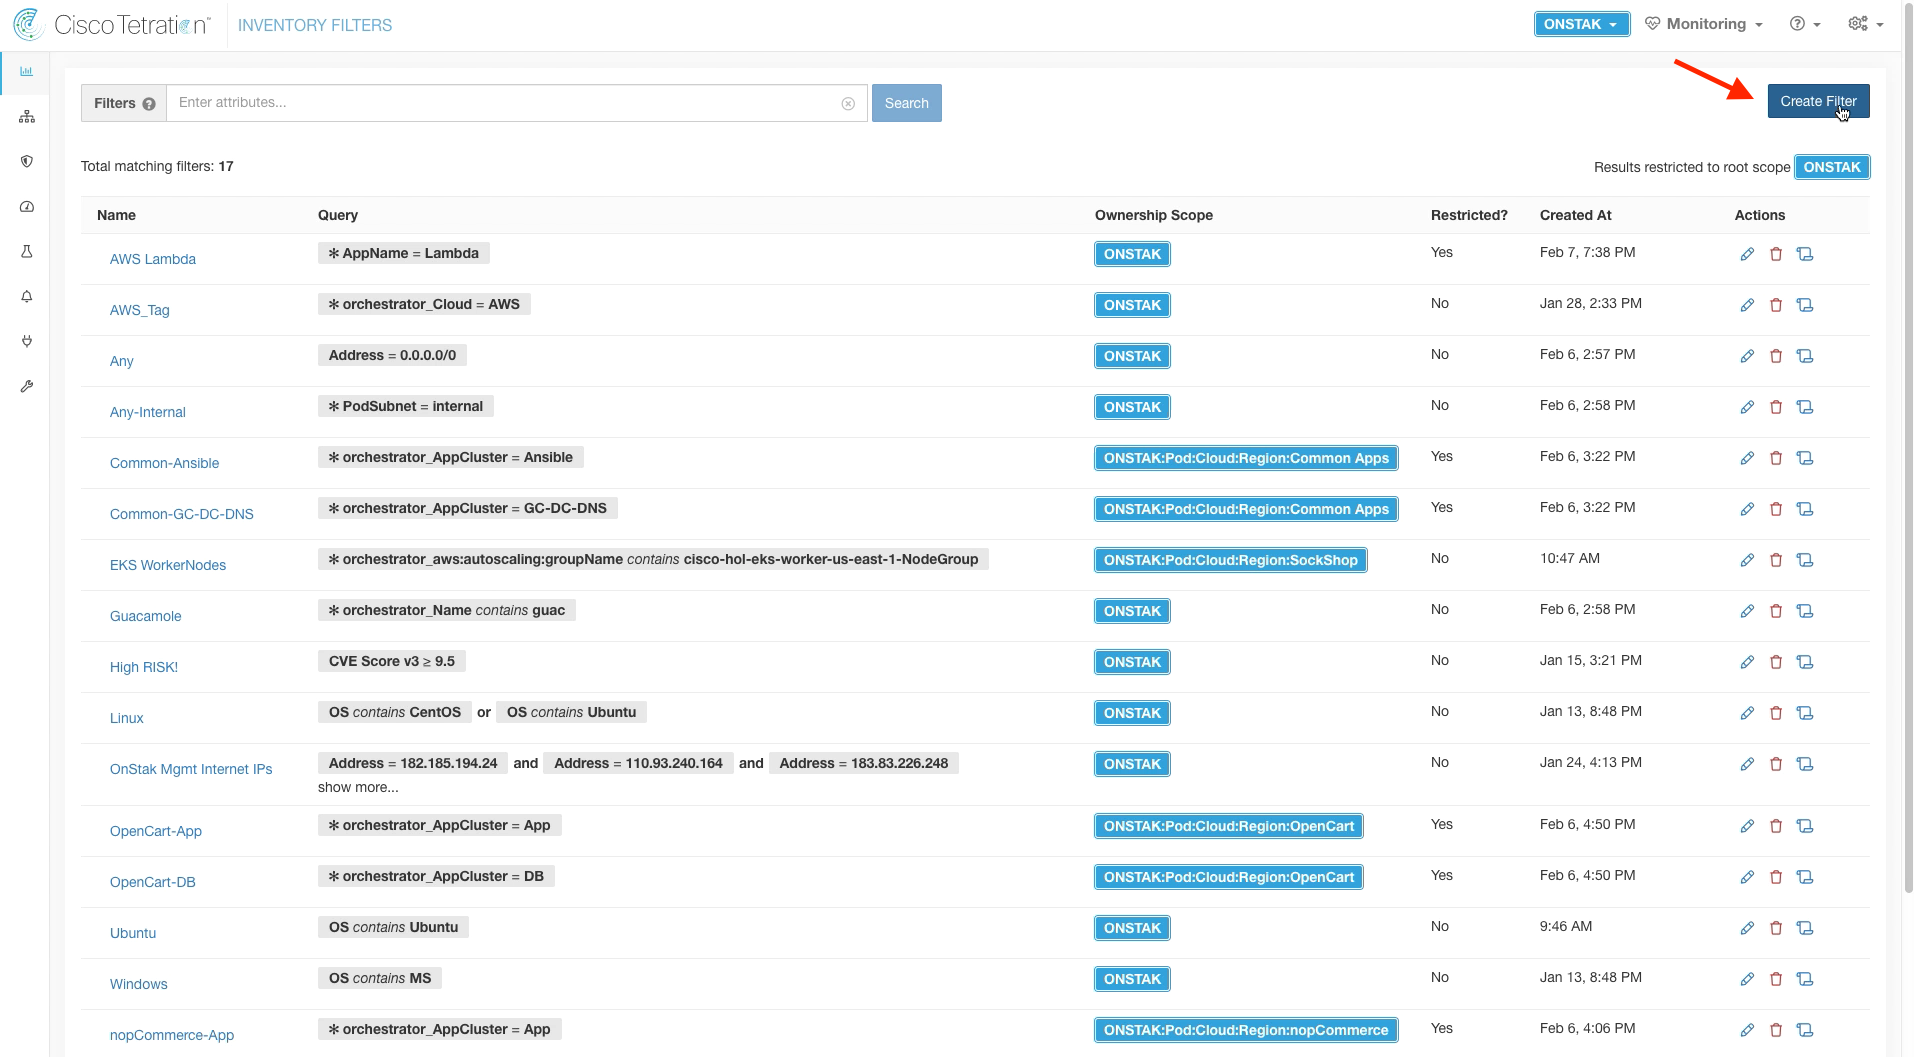 Cisco Tetration™ INVENTORY FILTERS ONSTAK Monitoring
Filters Enter attributes... Search Create Filter
Total matching filters: 17 Results restricted to root scope ONSTAK
Name Query Ownership Scope Restricted? Created At Actions
AWS Lambda ✻ AppName = Lambda ONSTAK Yes Feb 7, 7:38 PM
AWS_Tag ✻ orchestrator_Cloud = AWS ONSTAK No Jan 28, 2:33 PM
Any Address = 0.0.0.0/0 ONSTAK No Feb 6, 2:57 PM
Any-Internal ✻ PodSubnet = internal ONSTAK No Feb 6, 2:58 PM
Common-Ansible ✻ orchestrator_AppCluster = Ansible ONSTAK:Pod:Cloud:Region:Common Apps Yes Feb 6, 3:22 PM
Common-GC-DC-DNS ✻ orchestrator_AppCluster = GC-DC-DNS ONSTAK:Pod:Cloud:Region:Common Apps Yes Feb 6, 3:22 PM
EKS WorkerNodes ✻ orchestrator_aws:autoscaling:groupName contains cisco-hol-eks-worker-us-east-1-NodeGroup ONSTAK:Pod:Cloud:Region:SockShop No 10:47 AM
Guacamole ✻ orchestrator_Name contains guac ONSTAK No Feb 6, 2:58 PM
High RISK! CVE Score v3 ≥ 9.5 ONSTAK No Jan 15, 3:21 PM
Linux OS contains CentOS or OS contains Ubuntu ONSTAK No Jan 13, 8:48 PM
OnStak Mgmt Internet IPs Address = 182.185.194.24 and Address = 110.93.240.164 and Address = 183.83.226.248 ONSTAK No Jan 24, 4:13 PM
show more...
OpenCart-App ✻ orchestrator_AppCluster = App ONSTAK:Pod:Cloud:Region:OpenCart Yes Feb 6, 4:50 PM
OpenCart-DB ✻ orchestrator_AppCluster = DB ONSTAK:Pod:Cloud:Region:OpenCart Yes Feb 6, 4:50 PM
Ubuntu OS contains Ubuntu ONSTAK No 9:46 AM
Windows OS contains MS ONSTAK No Jan 13, 8:48 PM
nopCommerce-App ✻ orchestrator_AppCluster = App ONSTAK:Pod:Cloud:Region:nopCommerce Yes Feb 6, 4:06 PM